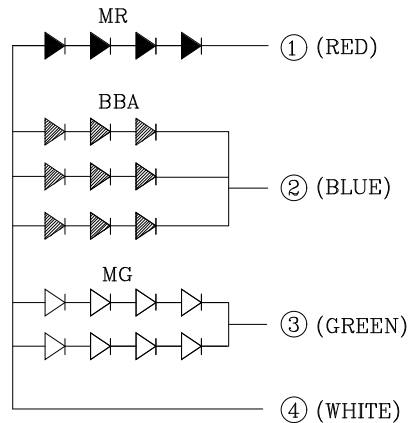 MR
① (RED)
BBA
② (BLUE)
MG
③ (GREEN)
④ (WHITE)